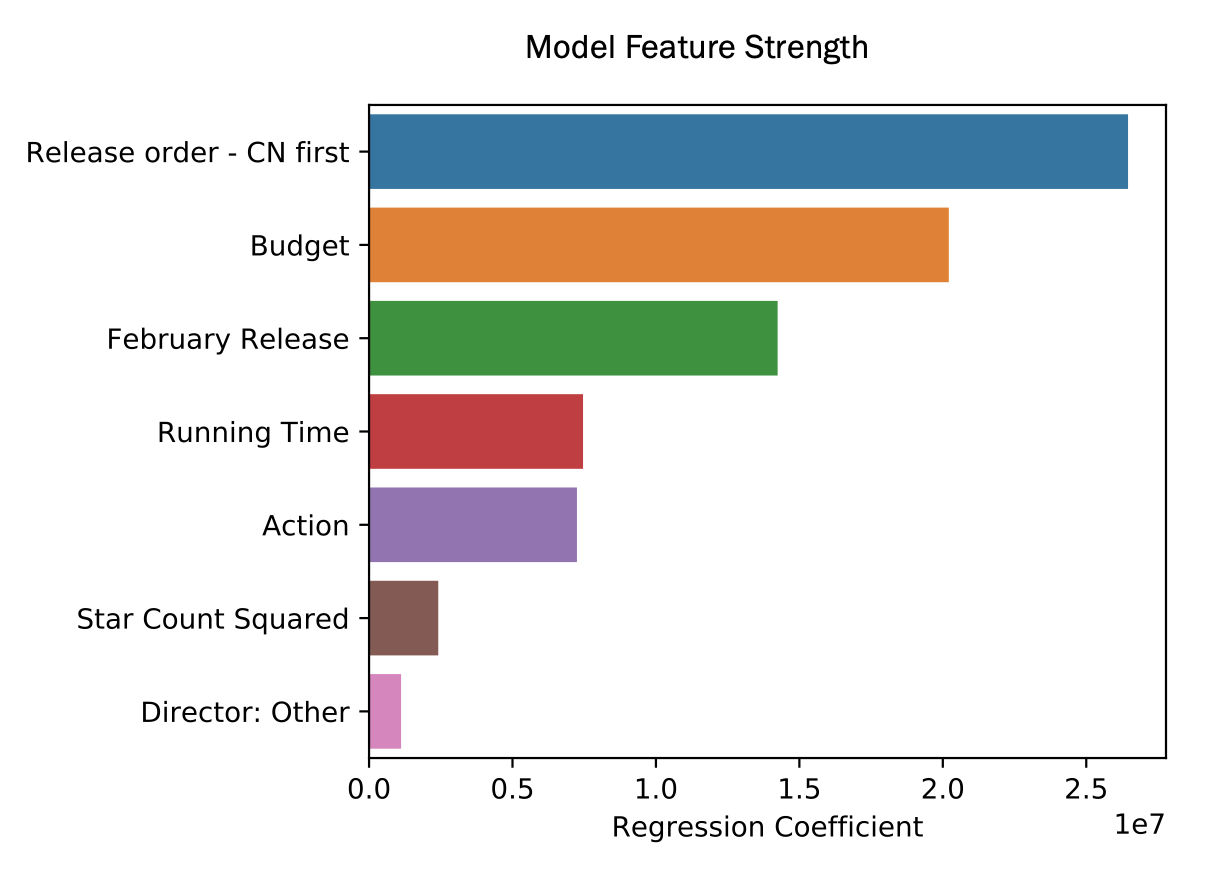 Model Feature Strength
Release order - CN first
Budget
February Release
Running Time
Action
Star Count Squared
Director: Other
0.0 0.5 1.0 1.5 2.0 2.5
Regression Coefficient
1e7